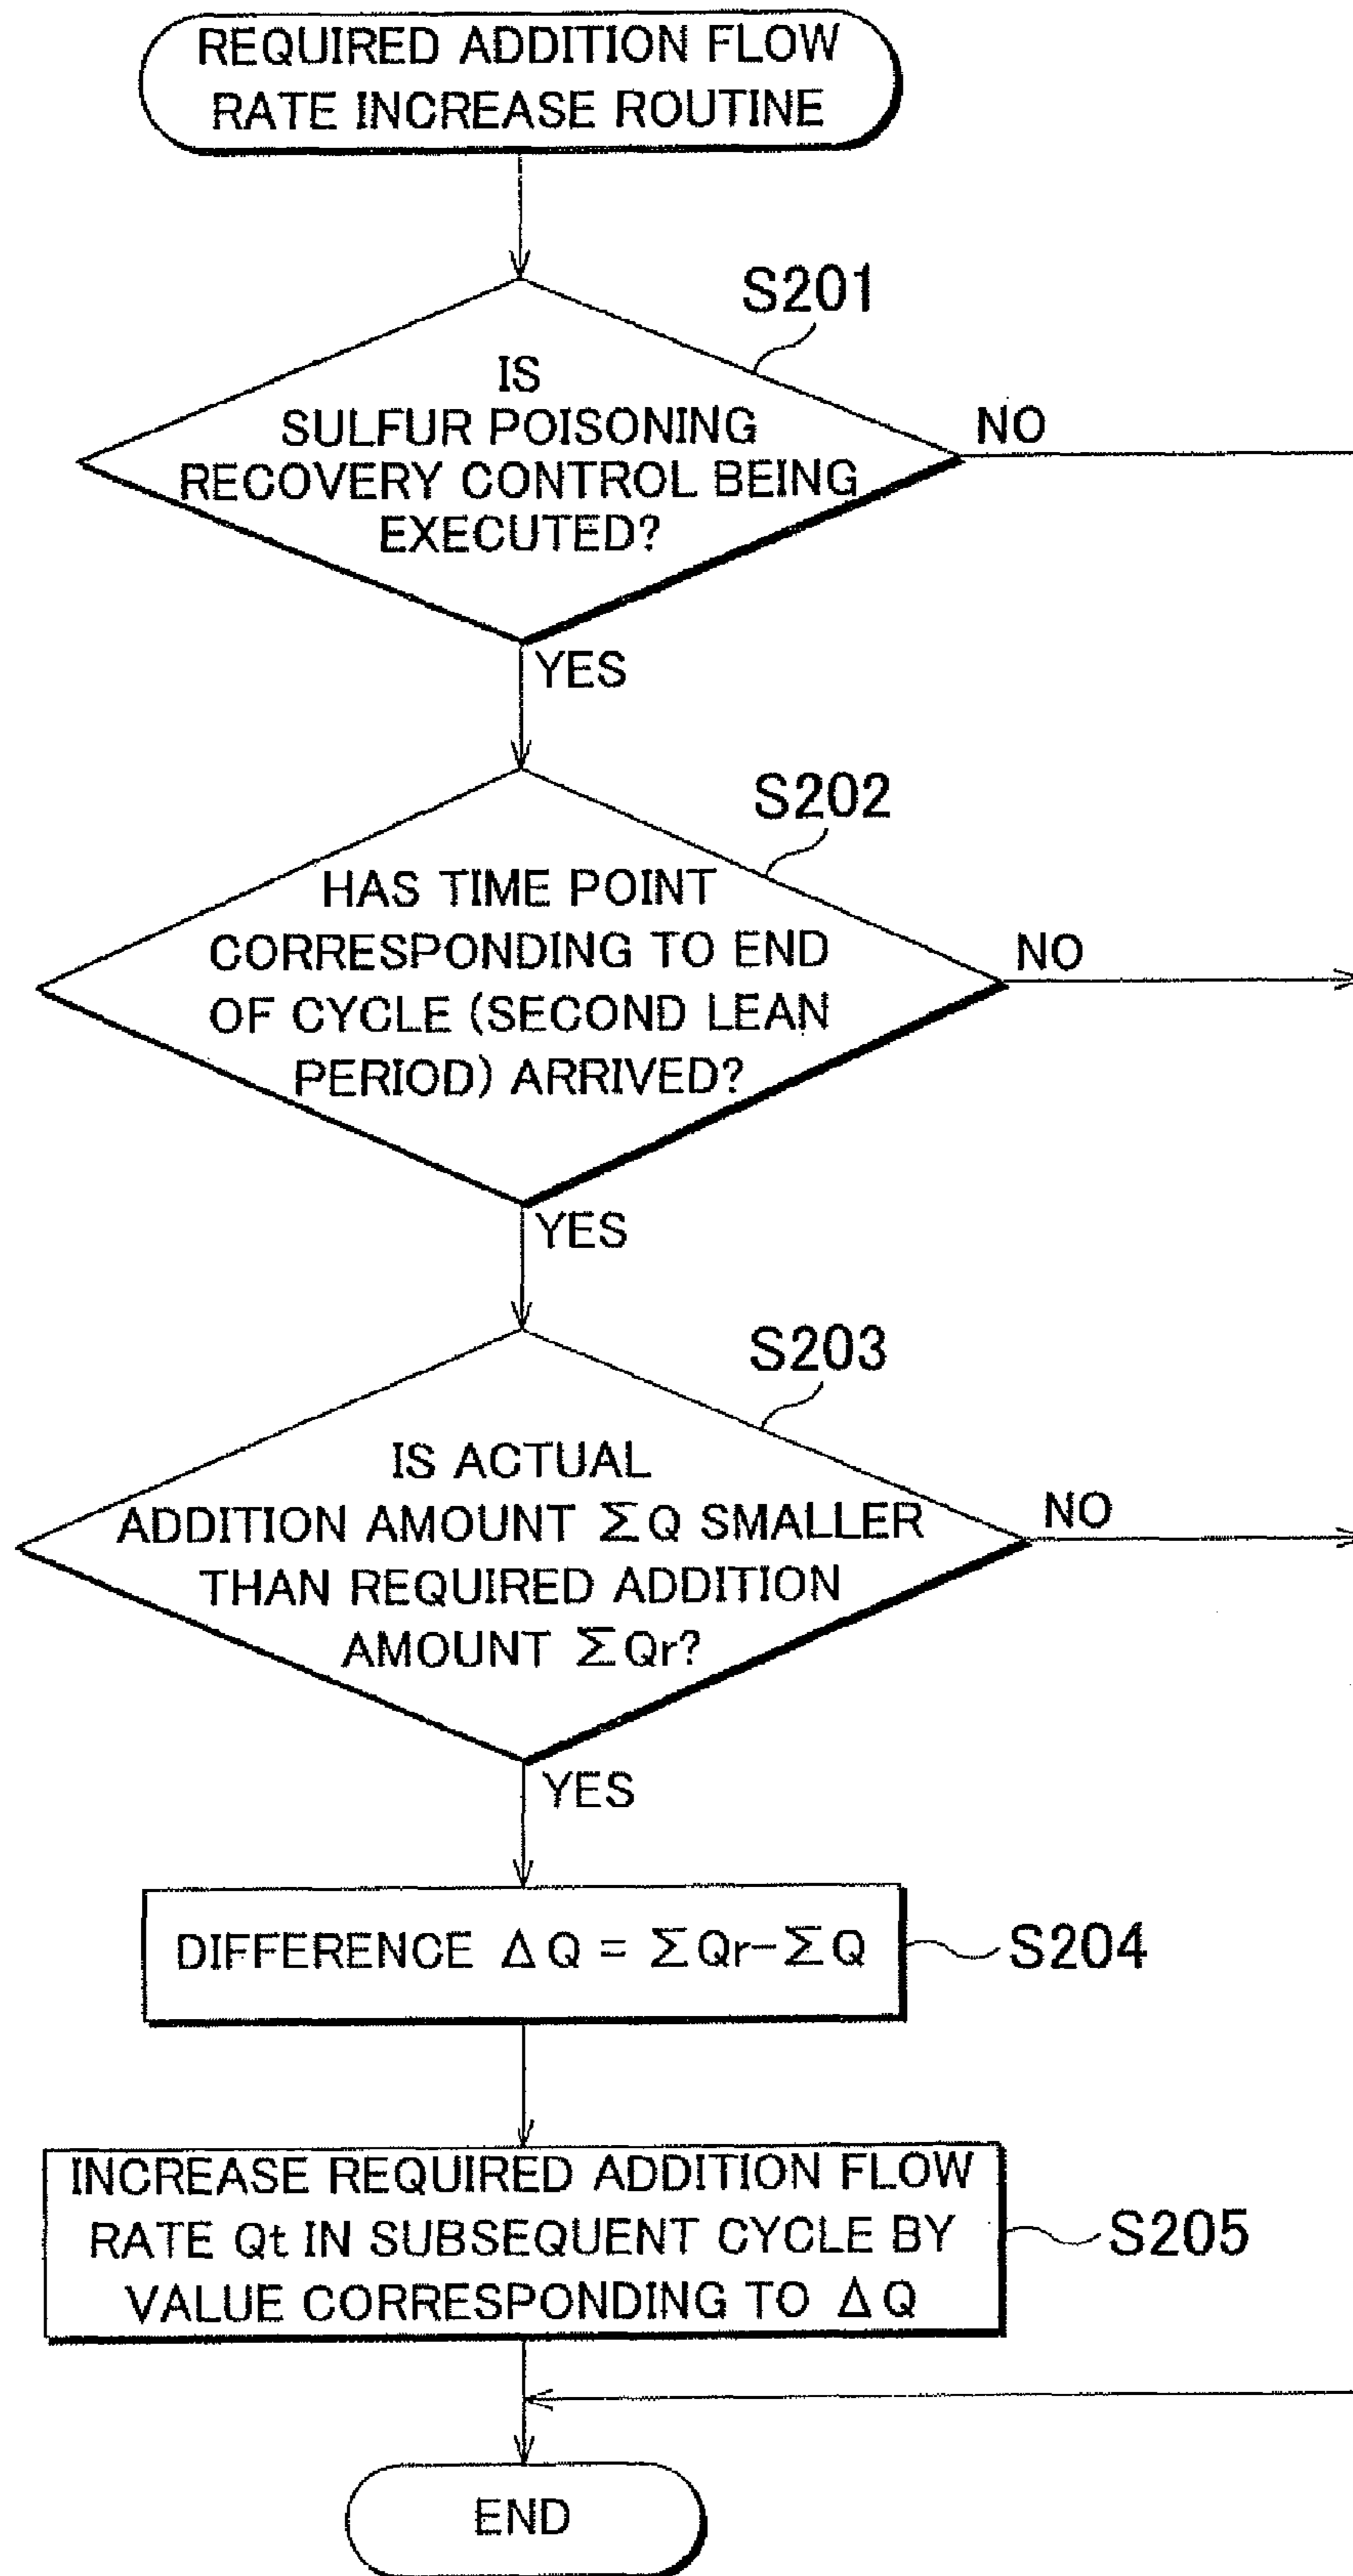 REQUIRED ADDITION FLOW
RATE INCREASE ROUTINE
S201
IS
SULFUR POISONING
RECOVERY CONTROL BEING
EXECUTED?
NO
YES
S202
HAS TIME POINT
CORRESPONDING TO END
OF CYCLE (SECOND LEAN
PERIOD) ARRIVED?
NO
YES
S203
IS ACTUAL
ADDITION AMOUNT ΣQ SMALLER
THAN REQUIRED ADDITION
AMOUNT ΣQr?
NO
YES
DIFFERENCE ΔQ = ΣQr-ΣQ
S204
INCREASE REQUIRED ADDITION FLOW
RATE Qt IN SUBSEQUENT CYCLE BY
VALUE CORRESPONDING TO ΔQ
S205
END